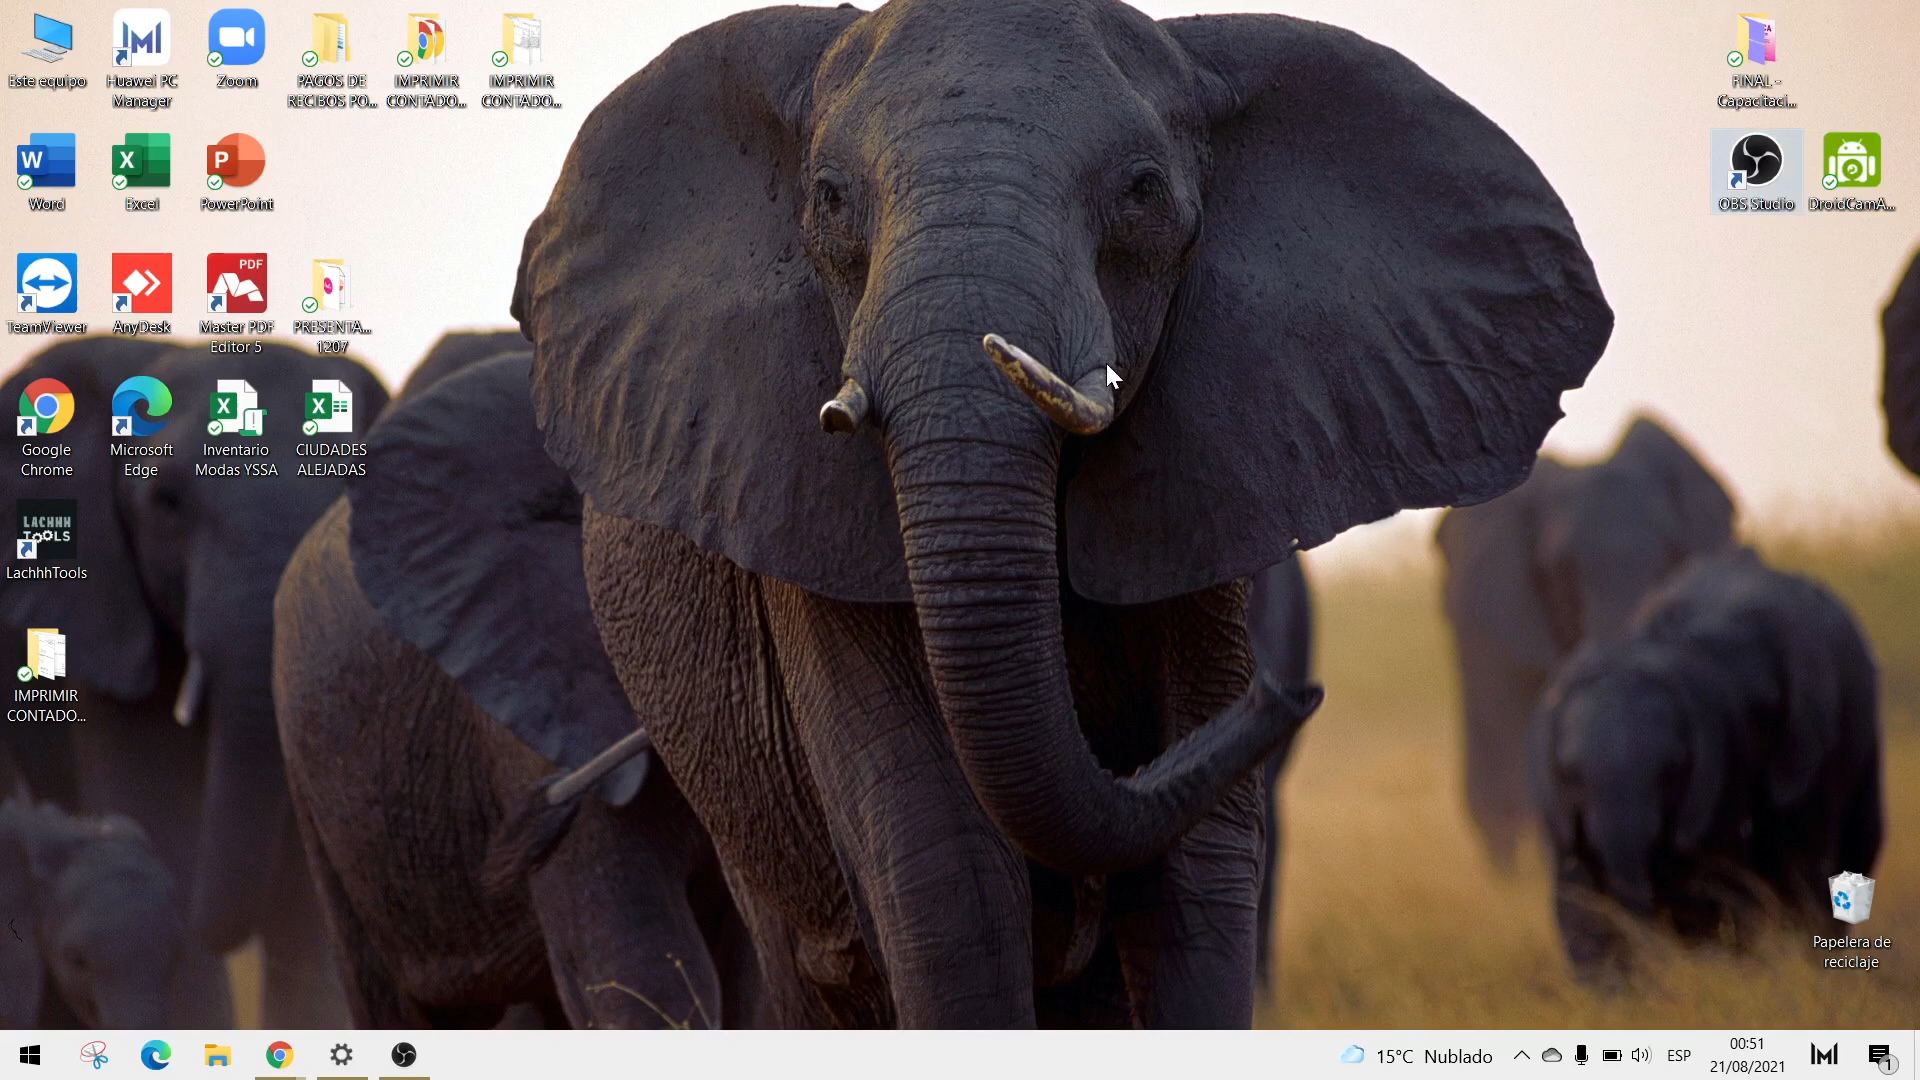 Este equipo
Huawei PC
Manager
Zoom
PAGOS DE
RECIBOS PO...
IMPRIMIR
CONTADO...
IMPRIMIR
CONTADO...
FINAL -
Capacitaci...
Word
Excel
PowerPoint
OBS Studio
DroidCamA...
PDF
TeamViewer
AnyDesk
Master PDF
Editor 5
PRESENTA...
1207
Google
Chrome
Microsoft
Edge
Inventario
Modas YSSA
CIUDADES
ALEJADAS
LACHHH
TOOLS
LachhhTools
IMPRIMIR
CONTADO...
Papelera de
reciclaje
15°C Nublado
ESP
00:51
21/08/2021
1